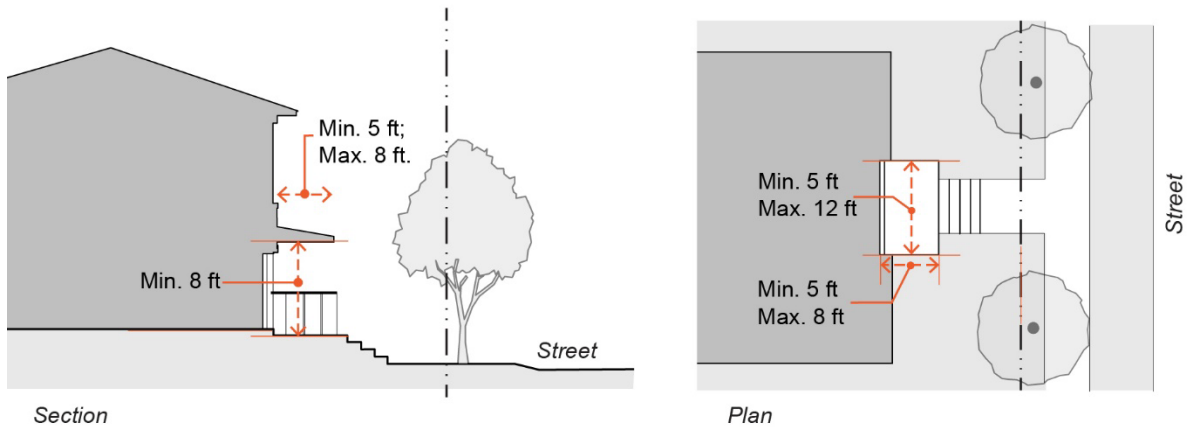 Min. 5 ft;
Max. 8 ft.
Min. 8 ft
Street
Section
Min. 5 ft
Max. 12 ft
Min. 5 ft
Max. 8 ft
Street
Plan